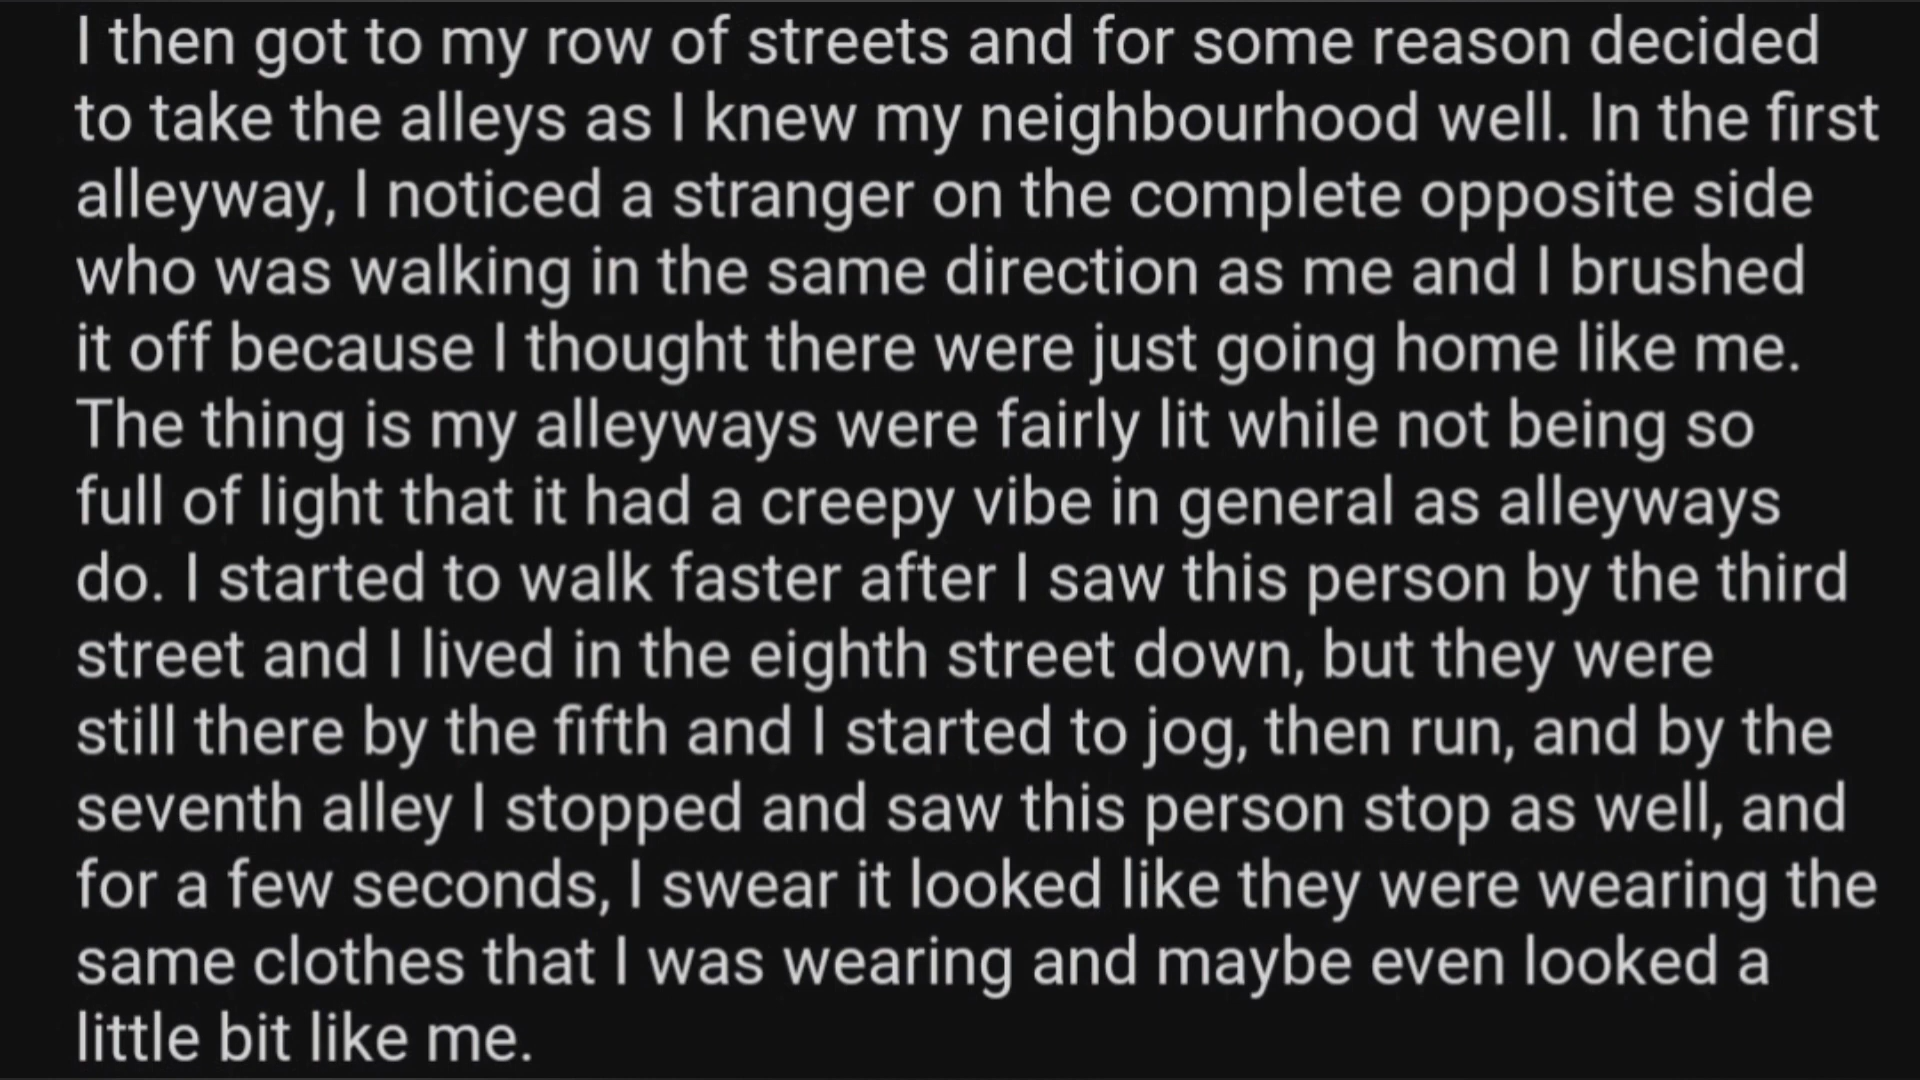 I then got to my row of streets and for some reason decided
to take the alleys as I knew my neighbourhood well. In the first
alleyway, I noticed a stranger on the complete opposite side
who was walking in the same direction as me and I brushed
it off because I thought there were just going home like me.
The thing is my alleyways were fairly lit while not being so
full of light that it had a creepy vibe in general as alleyways
do. I started to walk faster after I saw this person by the third
street and I lived in the eighth street down, but they were
still there by the fifth and I started to jog, then run, and by the
seventh alley I stopped and saw this person stop as well, and
for a few seconds, I swear it looked like they were wearing the
same clothes that I was wearing and maybe even looked a
little bit like me.